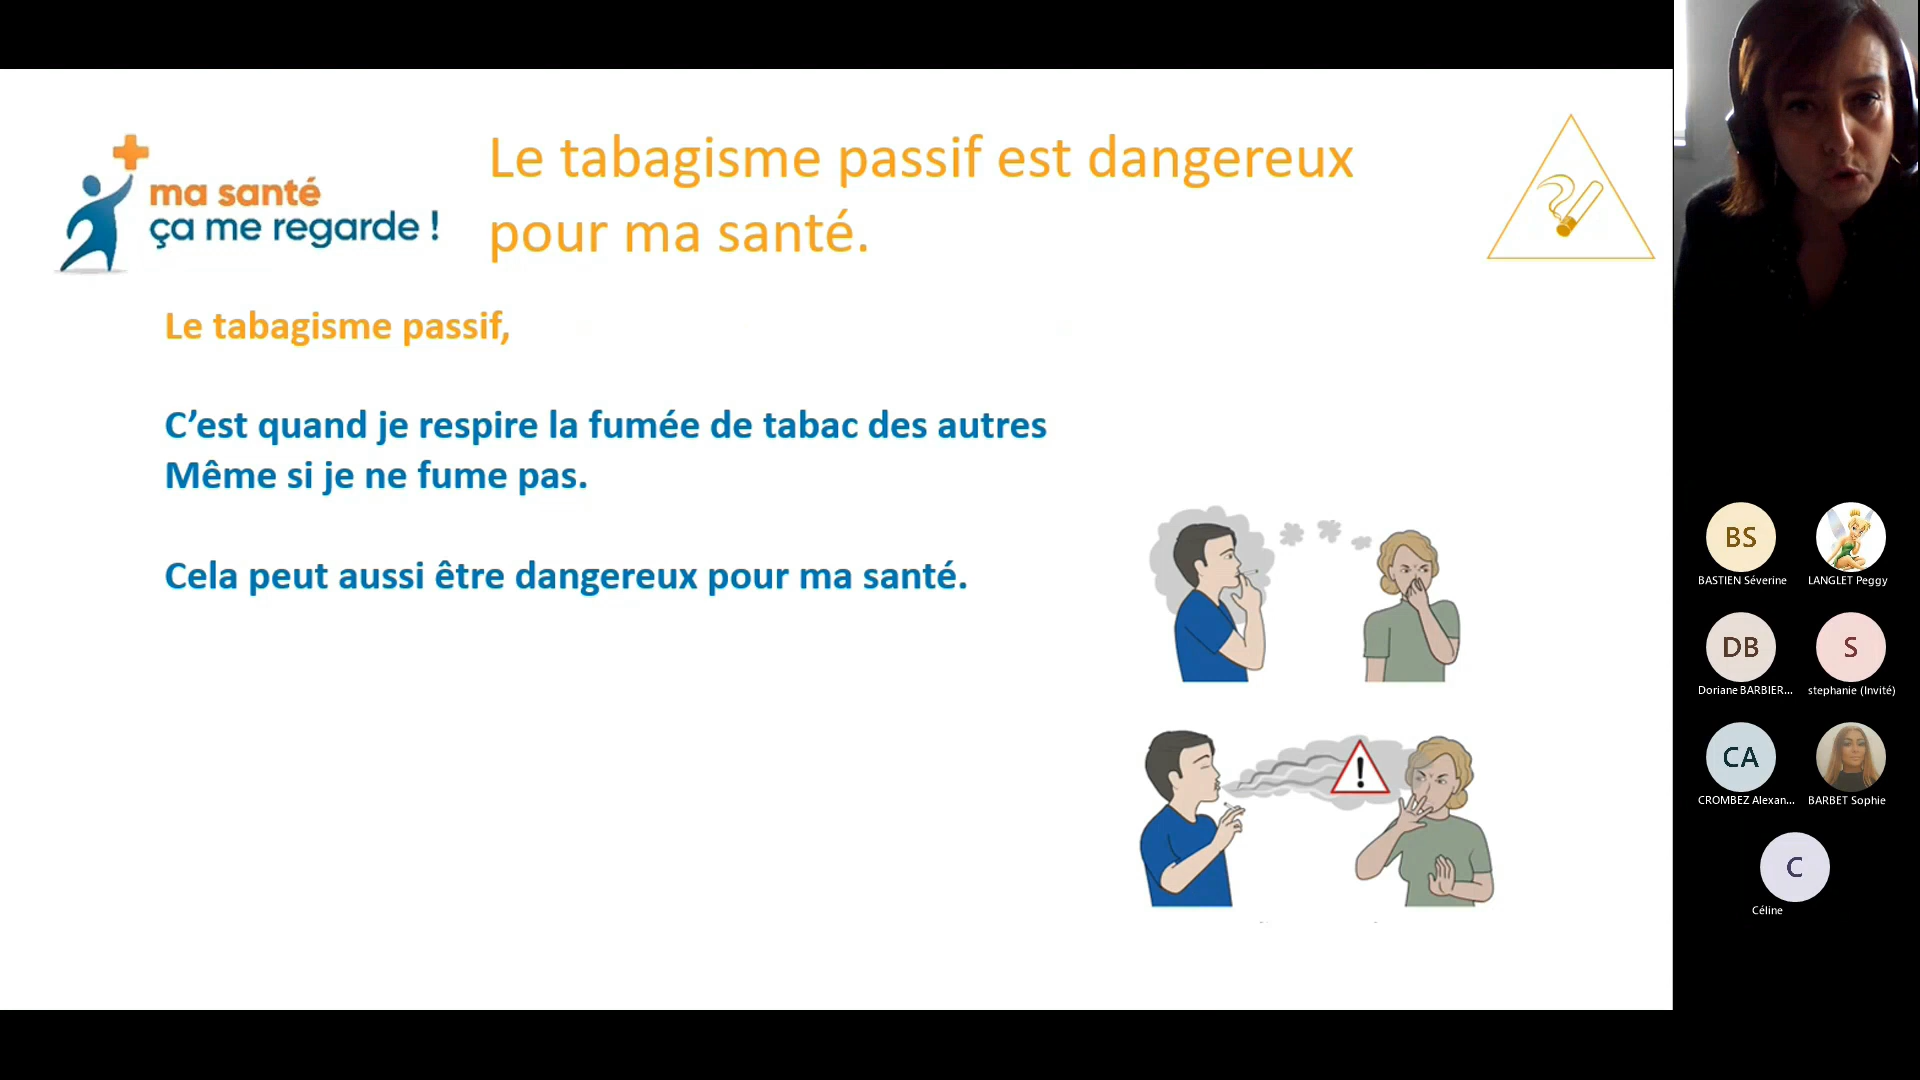 ma santé
ça me regarde !
Le tabagisme passif est dangereux
pour ma santé.
Le tabagisme passif,
C’est quand je respire la fumée de tabac des autres
Même si je ne fume pas.
Cela peut aussi être dangereux pour ma santé.
!
BS
BASTIEN Séverine
LANGLET Peggy
DB
Doriane BARBIER...
S
stephanie (Invité)
CA
CROMBEZ Alexan...
BARBET Sophie
C
Céline